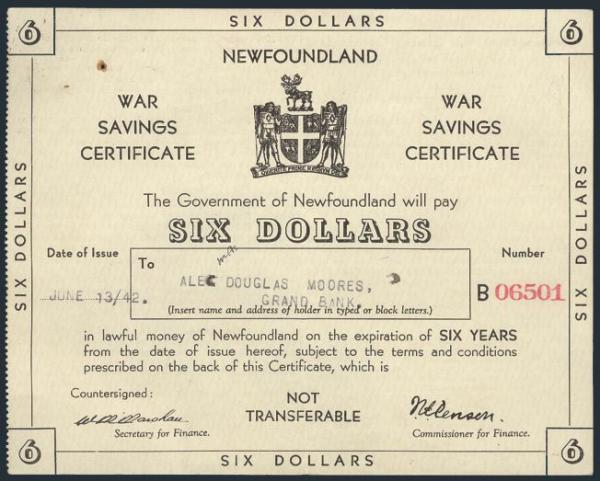 6 SIX DOLLARS 6
NEWFOUNDLAND
WAR SAVINGS CERTIFICATE
WAR SAVINGS CERTIFICATE
The Government of Newfoundland will pay
SIX DOLLARS
SIX DOLLARS
SIX DOLLARS
Date of Issue
JUNE 13/42.
To
ALEC DOUGLAS MOORES,
GRAND BANK.
(Insert name and address of holder in typed or block letters.)
Number
B 06501
in lawful money of Newfoundland on the expiration of SIX YEARS
from the date of issue hereof, subject to the terms and conditions
prescribed on the back of this Certificate, which is
Countersigned:
Secretary for Finance.
NOT
TRANSFERABLE
Commissioner for Finance.
6 SIX DOLLARS 6